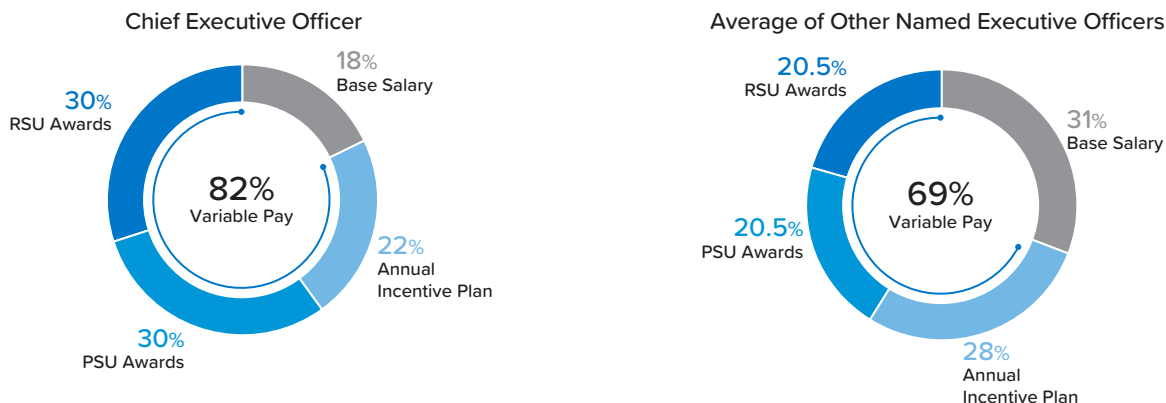 Chief Executive Officer
18%
Base Salary
30%
RSU Awards
82%
Variable Pay
22%
Annual
Incentive Plan
30%
PSU Awards
Average of Other Named Executive Officers
20.5%
RSU Awards
31%
Base Salary
69%
Variable Pay
20.5%
PSU Awards
28%
Annual
Incentive Plan